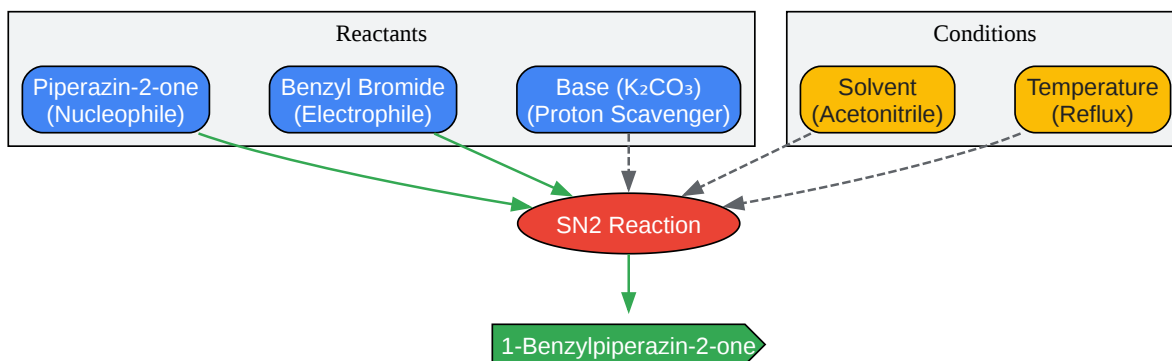 Reactants
Conditions
Piperazin-2-one
(Nucleophile)
Benzyl Bromide
(Electrophile)
Base (K₂CO₃)
(Proton Scavenger)
Solvent
(Acetonitrile)
Temperature
(Reflux)
SN2 Reaction
1-Benzylpiperazin-2-one